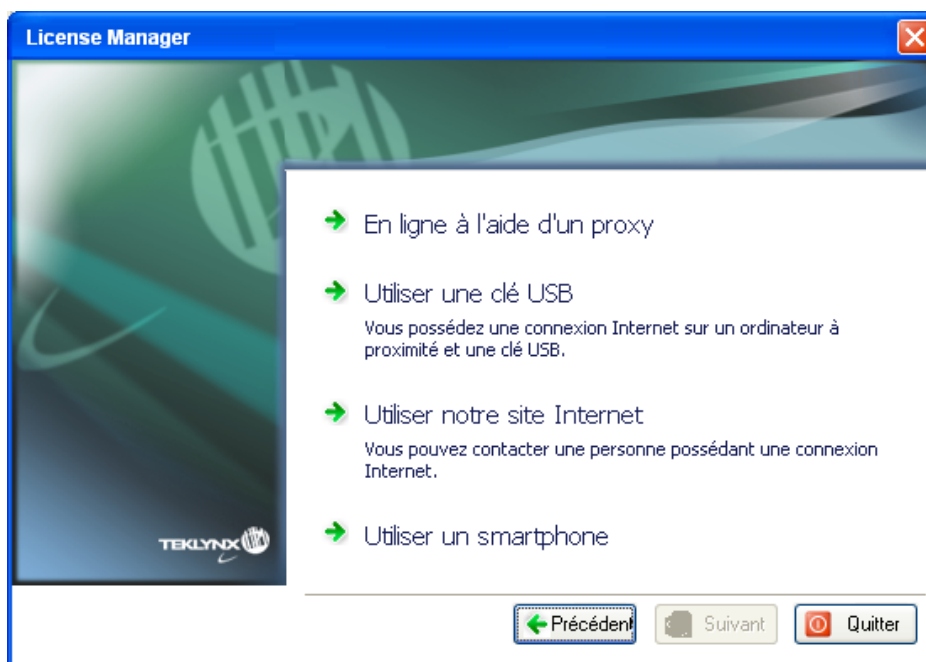 License Manager
En ligne à l'aide d'un proxy
Utiliser une clé USB
Vous possédez une connexion Internet sur un ordinateur à
proximité et une clé USB.
Utiliser notre site Internet
Vous pouvez contacter une personne possédant une connexion
Internet.
Utiliser un smartphone
TEKLYNX
Précédent
Suivant
Quitter